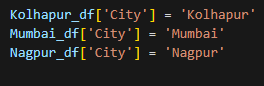 Kolhapur_df['City'] = 'Kolhapur'
Mumbai_df['City'] = 'Mumbai'
Nagpur_df['City'] = 'Nagpur'